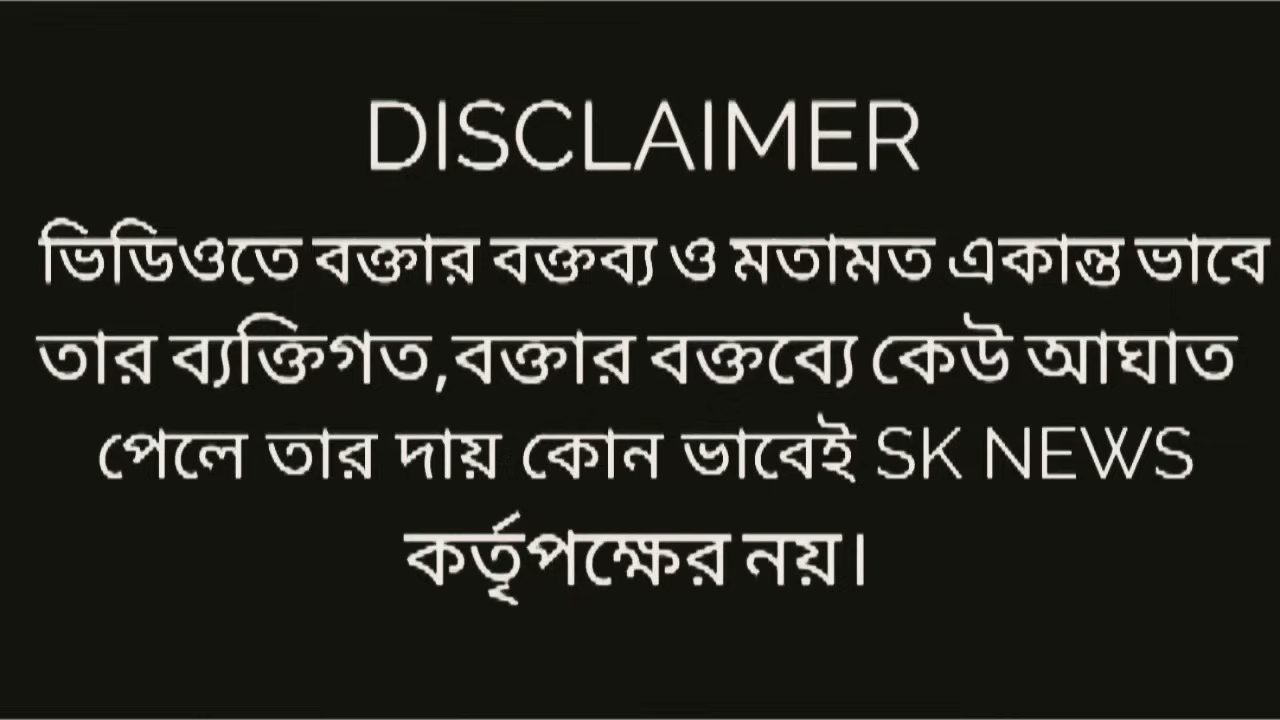 DISCLAIMER
ভিডিওতে বক্তার বক্তব্য ও মতামত একান্ত ভাবে
তার ব্যক্তিগত,বক্তার বক্তব্যে কেউ আঘাত
পেলে তার দায় কোন ভাবেই SK NEWS
কর্তৃপক্ষের নয়।